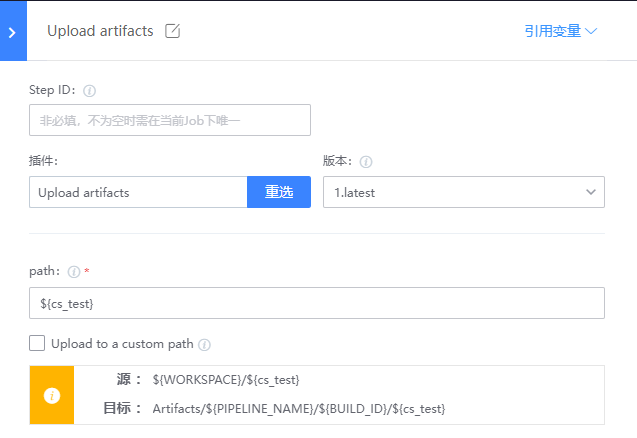 Upload artifacts
引用变量
Step ID:
非必填，不为空时需在当前Job下唯一
插件:
版本:
Upload artifacts
重选
1.latest
path: *
${cs_test}
Upload to a custom path
源： ${WORKSPACE}/${cs_test}
目标： Artifacts/${PIPELINE_NAME}/${BUILD_ID}/${cs_test}